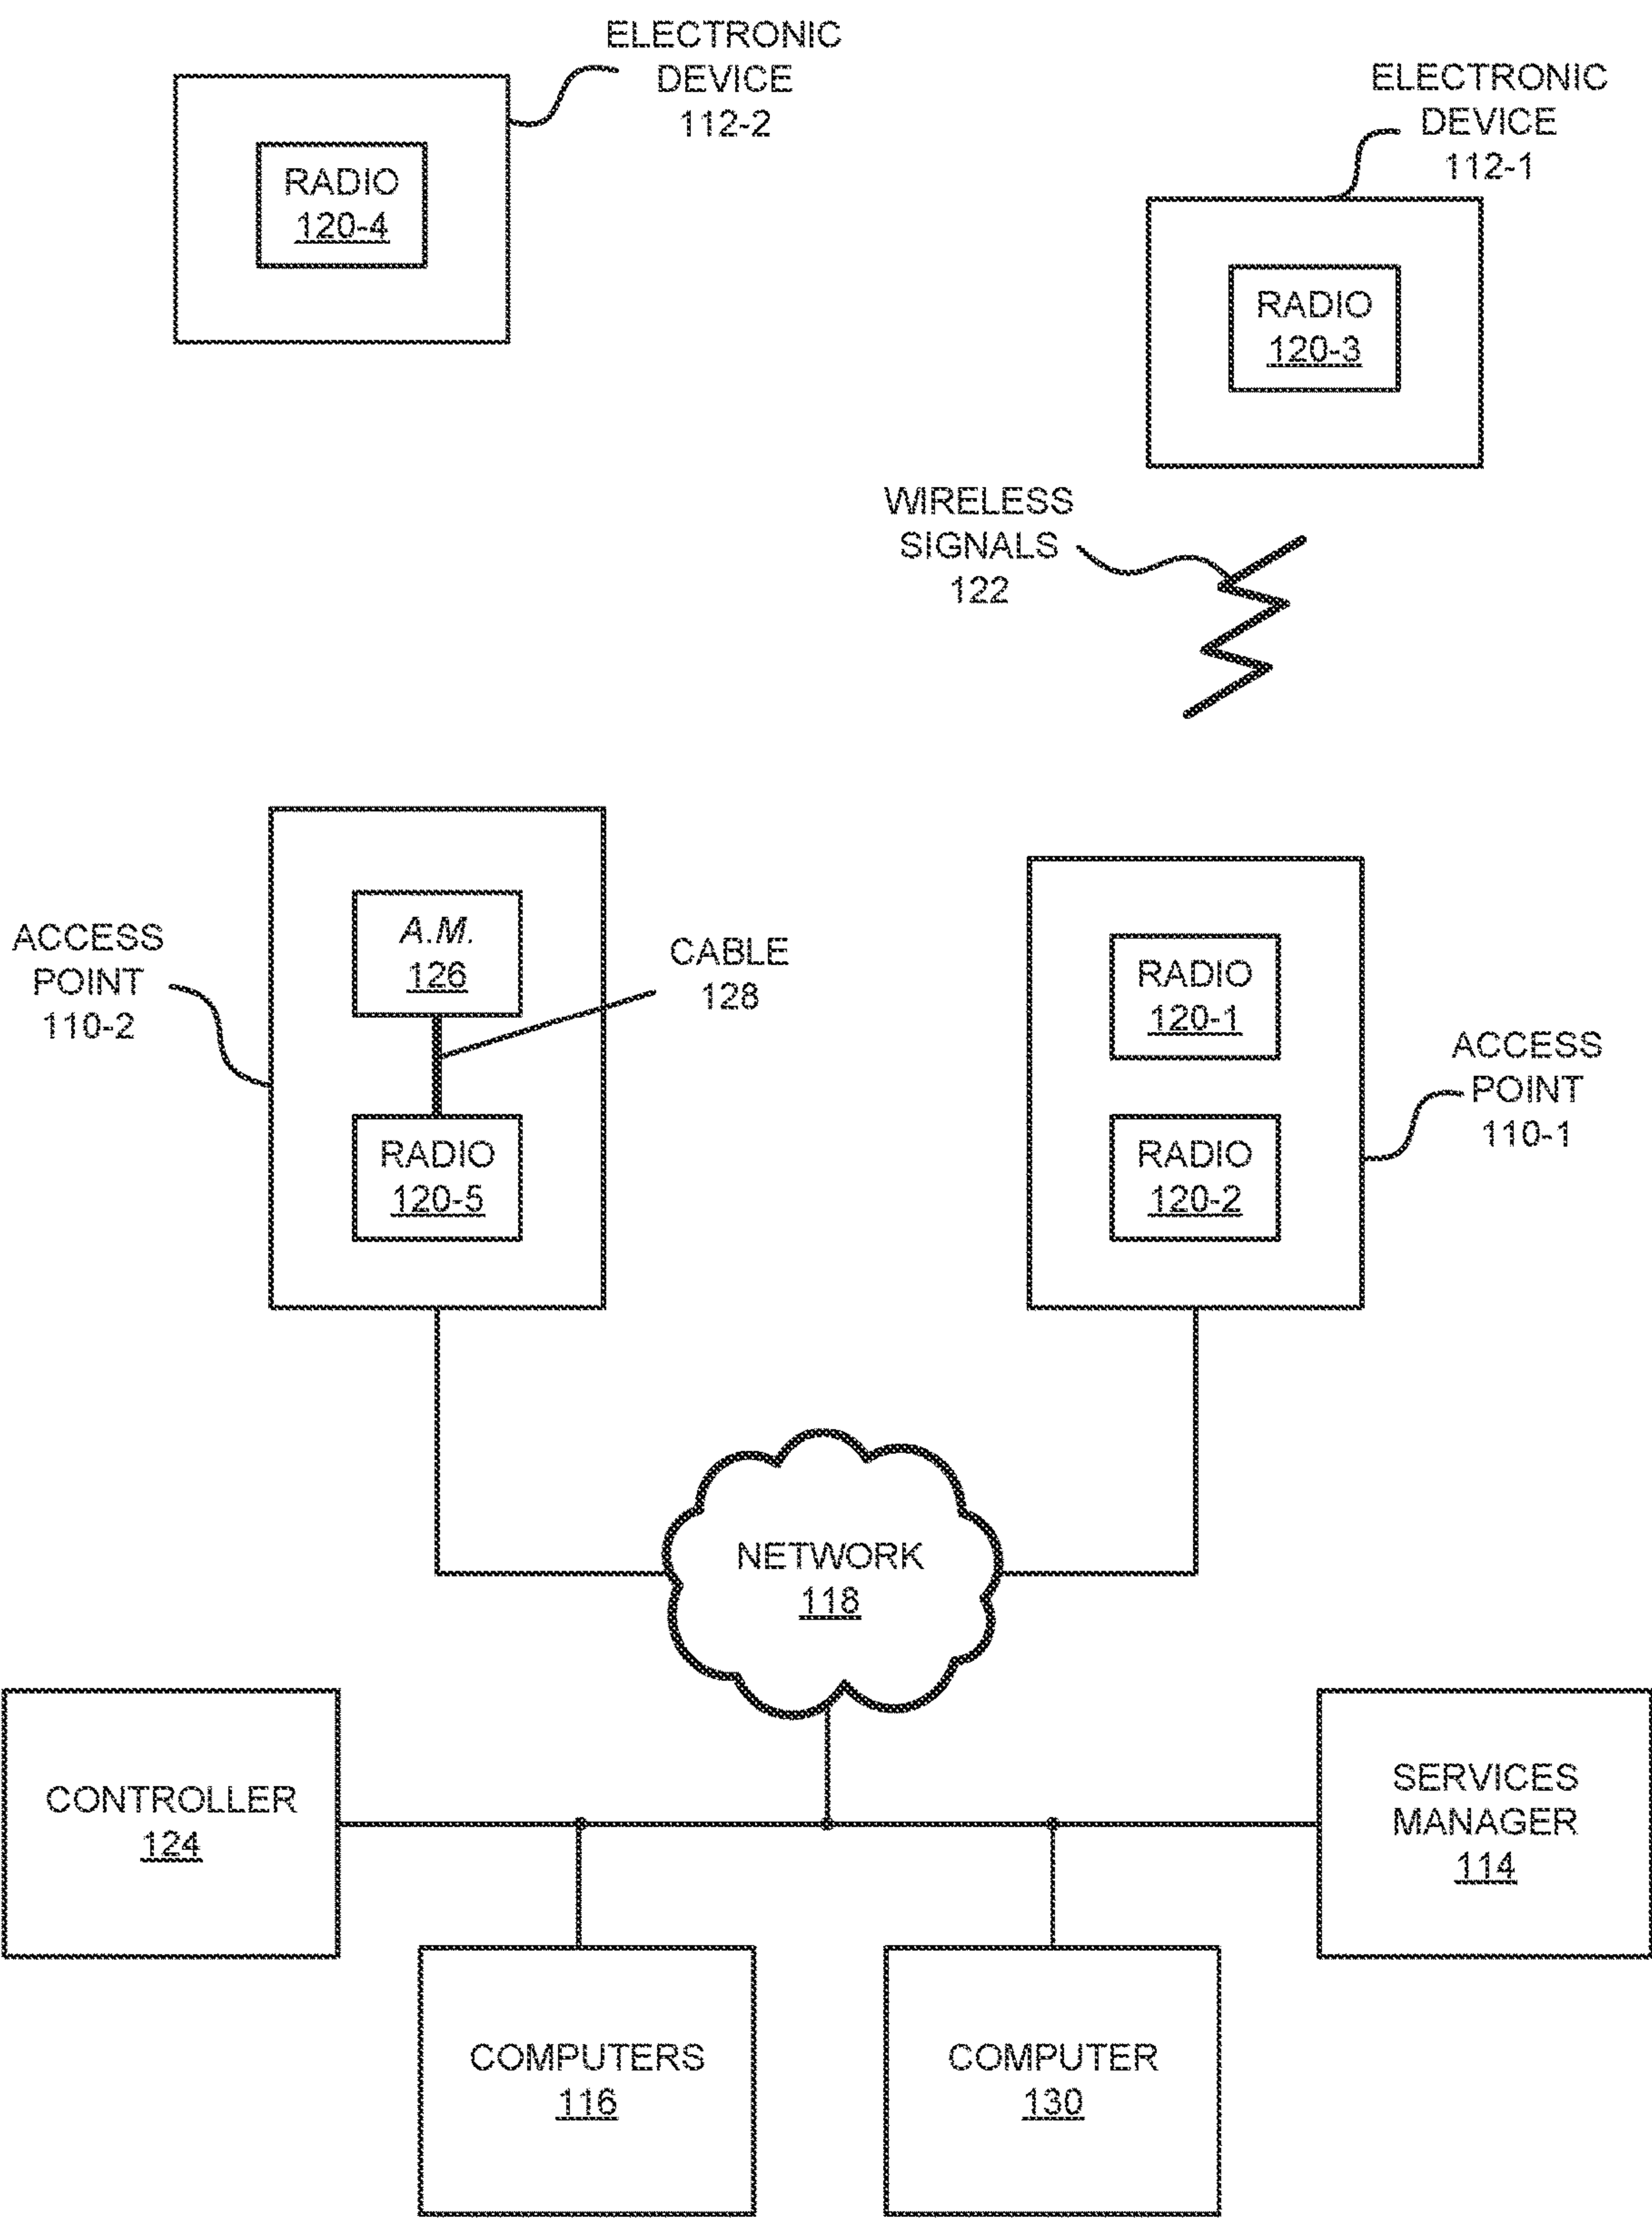 ELECTRONIC
DEVICE
112-2
RADIO
120-4
ELECTRONIC
DEVICE
112-1
RADIO
120-3
WIRELESS
SIGNALS
122
ACCESS
POINT
110-2
A.M.
126
CABLE
128
RADIO
120-5
RADIO
120-1
RADIO
120-2
ACCESS
POINT
110-1
NETWORK
118
CONTROLLER
124
SERVICES
MANAGER
114
COMPUTERS
116
COMPUTER
130